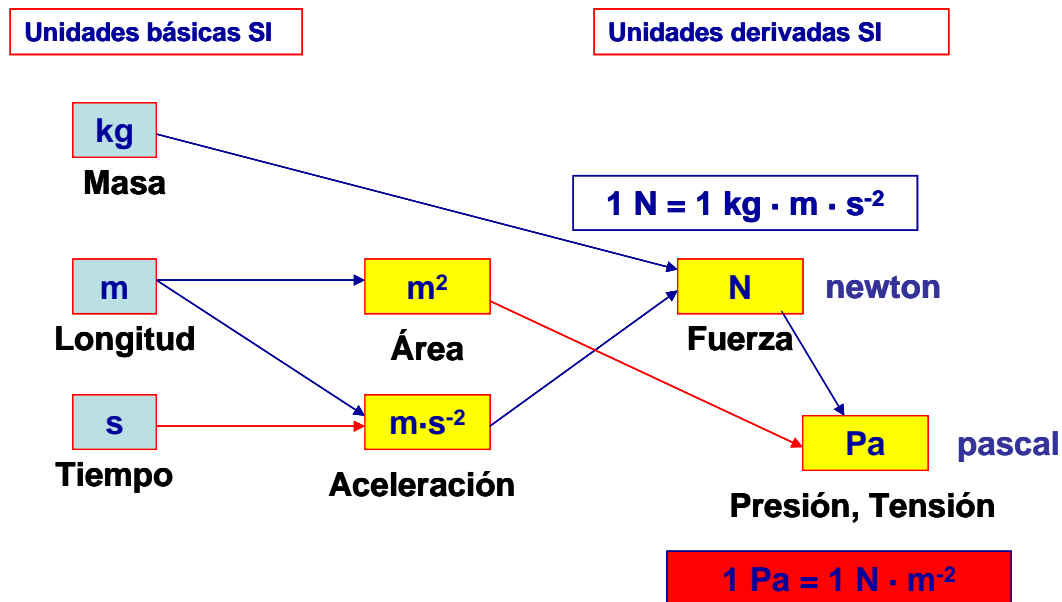 Unidades básicas SI
Unidades derivadas SI
kg
Masa
1 N = 1 kg · m · s⁻²
m
m²
N
newton
Longitud
Área
Fuerza
s
m·s⁻²
Pa
pascal
Tiempo
Aceleración
Presión, Tensión
1 Pa = 1 N · m⁻²